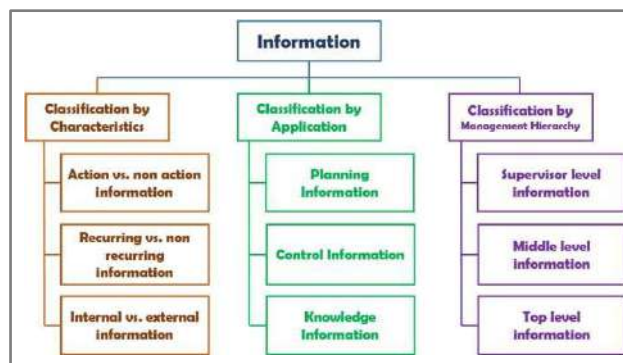 Information
Classification by
Characteristics
Action vs. non action
information
Recurring vs. non
recurring
information
Internal vs. external
information
Classification by
Application
Planning
Information
Control Information
Knowledge
Information
Classification by
Management Hierarchy
Supervisor level
information
Middle level
information
Top level
information